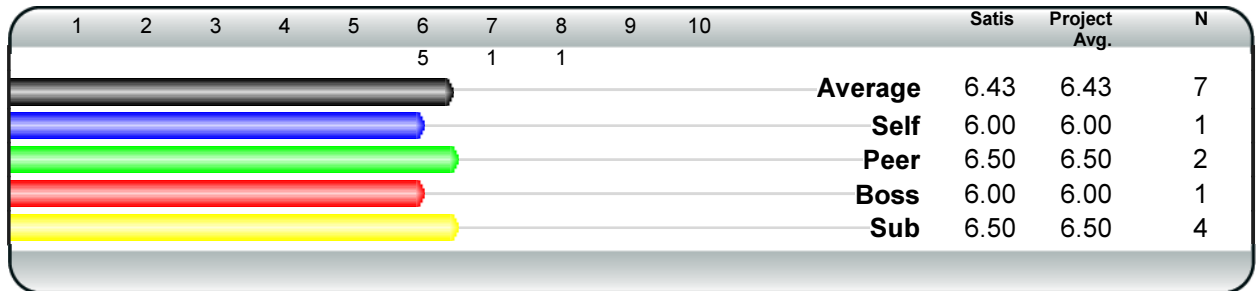 1 2 3 4 5 6 7 8 9 10 Satis Project Avg. N
5 1 1
Average 6.43 6.43 7
Self 6.00 6.00 1
Peer 6.50 6.50 2
Boss 6.00 6.00 1
Sub 6.50 6.50 4